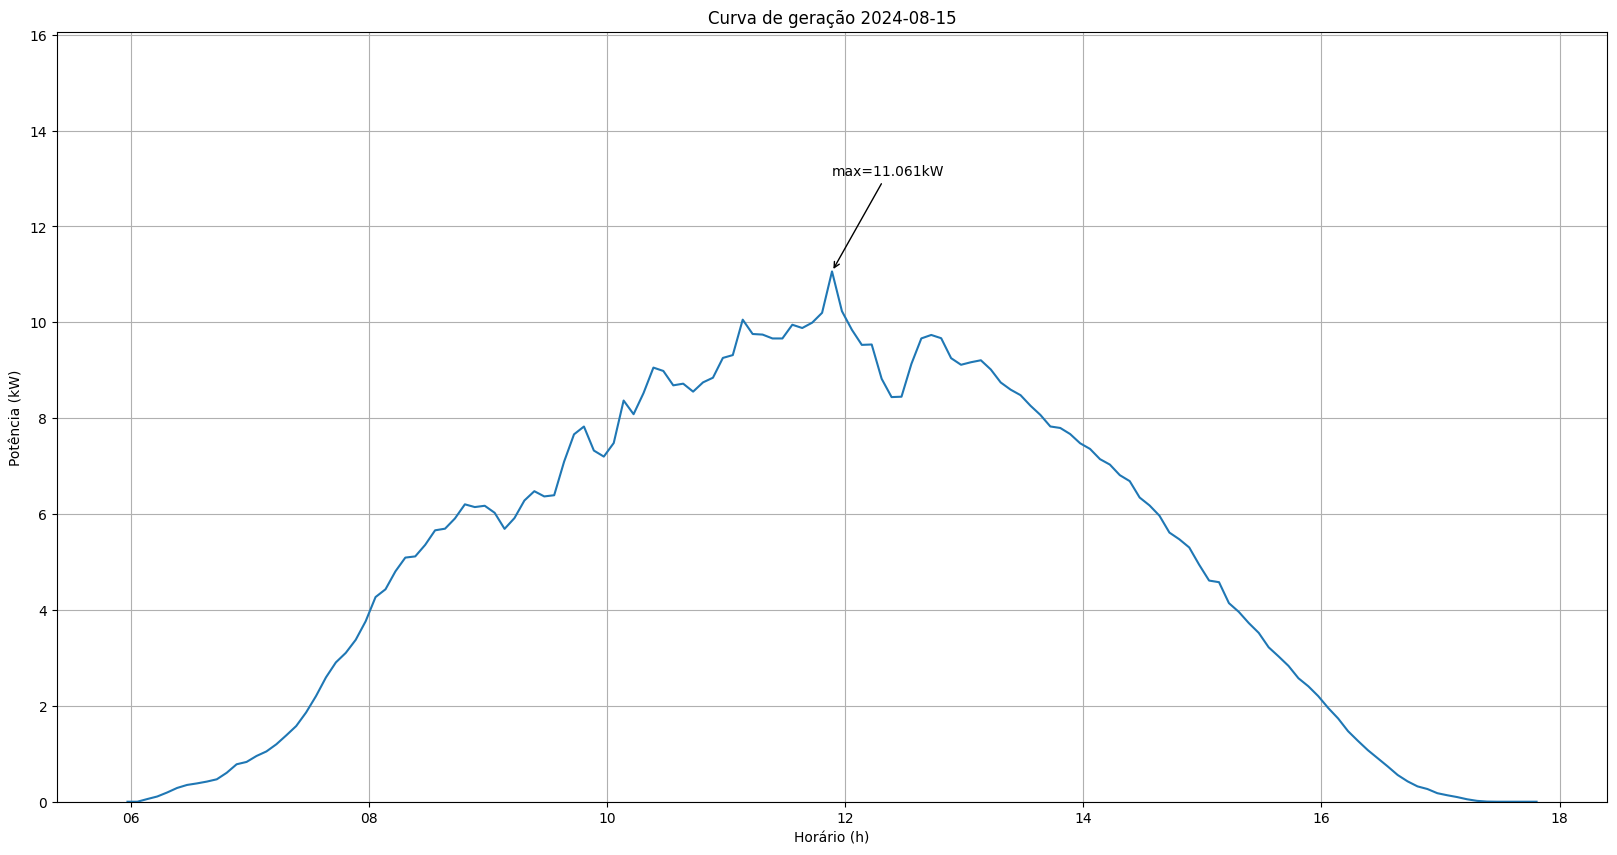 Curva de geração 2024-08-15
16
14
max=11.061kW
12
10
8
6
4
2
0
Potência (kW)
06 08 10 12 14 16 18
Horário (h)